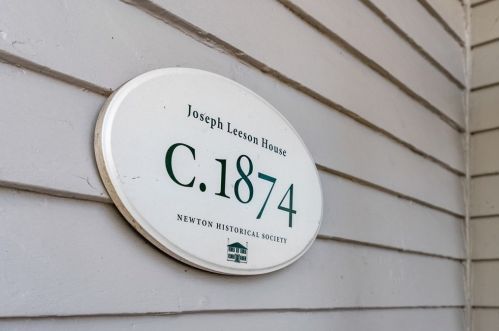 Joseph Leeson House
C.1874
NEWTON HISTORICAL SOCIETY